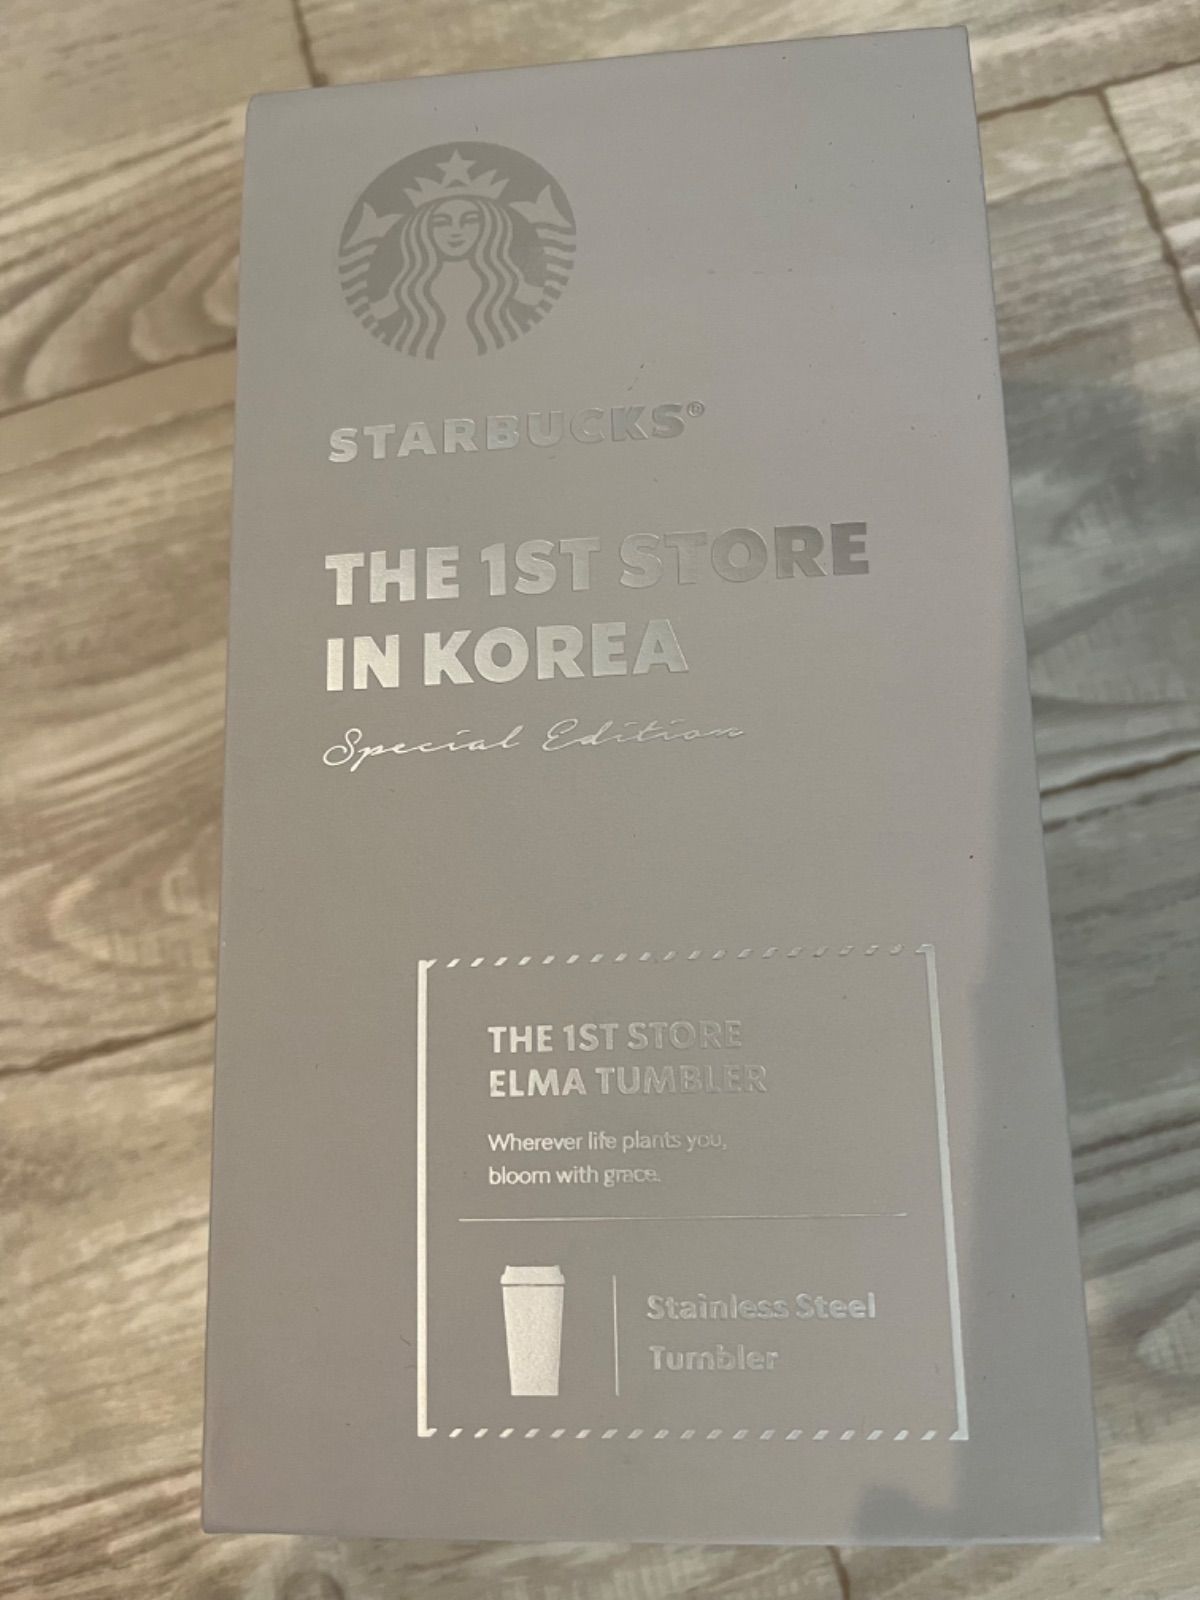 STARBUCKS®
THE 1ST STORE
IN KOREA
Special Edition
THE 1ST STORE
ELMA TUMBLER
Wherever life plants you,
bloom with grace.
Stainless Steel
Tumbler